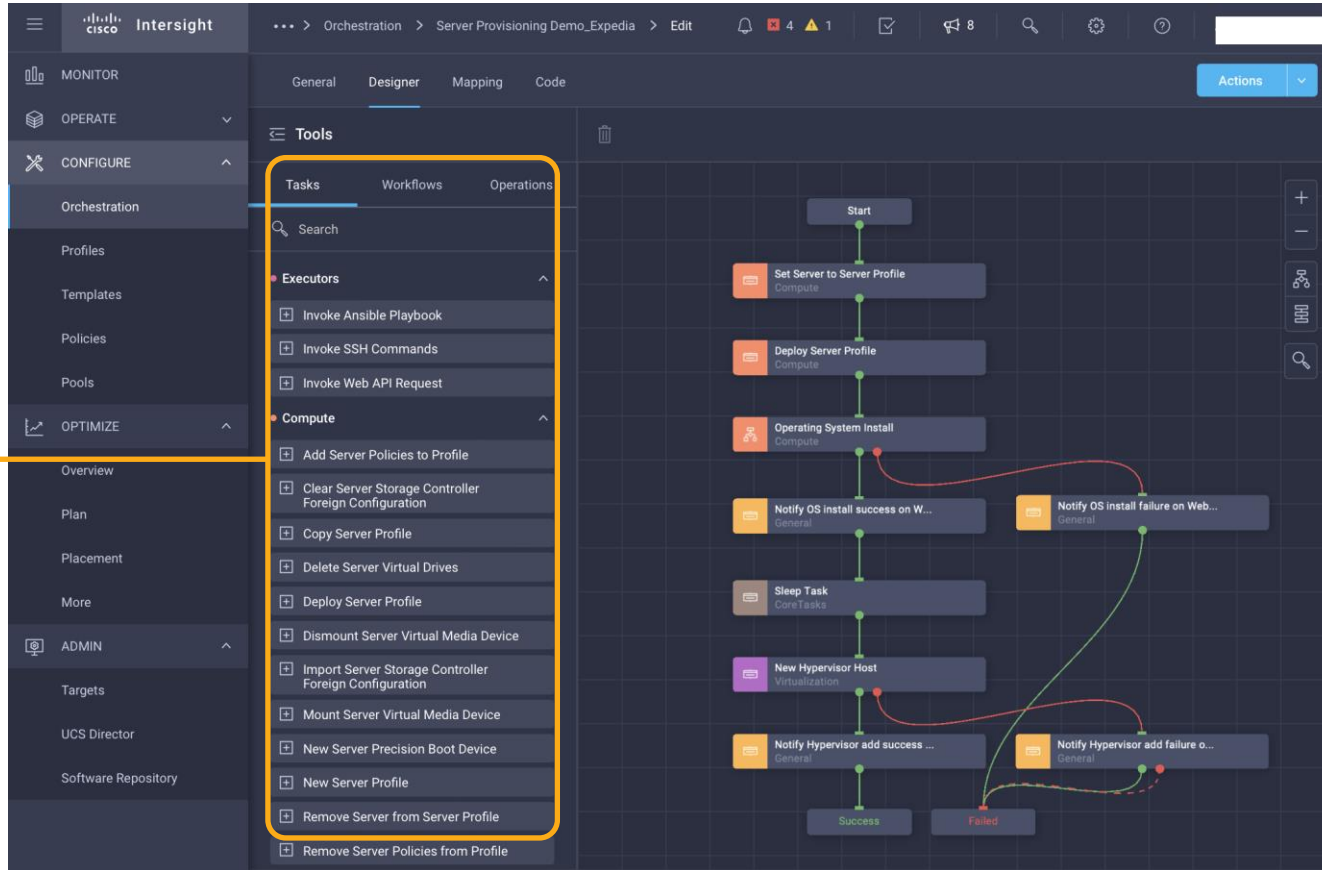 cisco Intersight
••• > Orchestration > Server Provisioning Demo_Expedia > Edit
4 1 8
MONITOR
OPERATE
CONFIGURE
Orchestration
Profiles
Templates
Policies
Pools
OPTIMIZE
Overview
Plan
Placement
More
ADMIN
Targets
UCS Director
Software Repository
General Designer Mapping Code
Actions
Tools
Tasks Workflows Operations
Search
Executors
Invoke Ansible Playbook
Invoke SSH Commands
Invoke Web API Request
Compute
Add Server Policies to Profile
Clear Server Storage Controller
Foreign Configuration
Copy Server Profile
Delete Server Virtual Drives
Deploy Server Profile
Dismount Server Virtual Media Device
Import Server Storage Controller
Foreign Configuration
Mount Server Virtual Media Device
New Server Precision Boot Device
New Server Profile
Remove Server from Server Profile
Remove Server Policies from Profile
Start
Set Server to Server Profile
Compute
Deploy Server Profile
Compute
Operating System Install
Compute
Notify OS install success on W...
General
Notify OS install failure on Web...
General
Sleep Task
CoreTasks
New Hypervisor Host
Virtualization
Notify Hypervisor add success ...
General
Notify Hypervisor add failure o...
General
Success
Failed